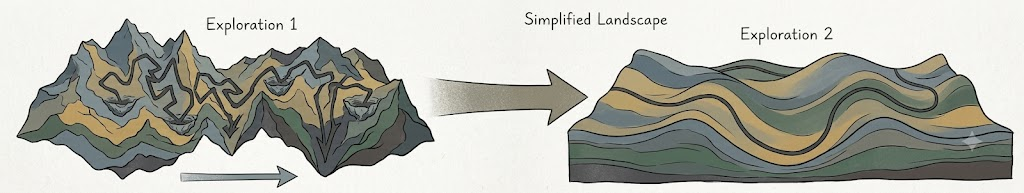 Exploration 1
Simplified Landscape
Exploration 2